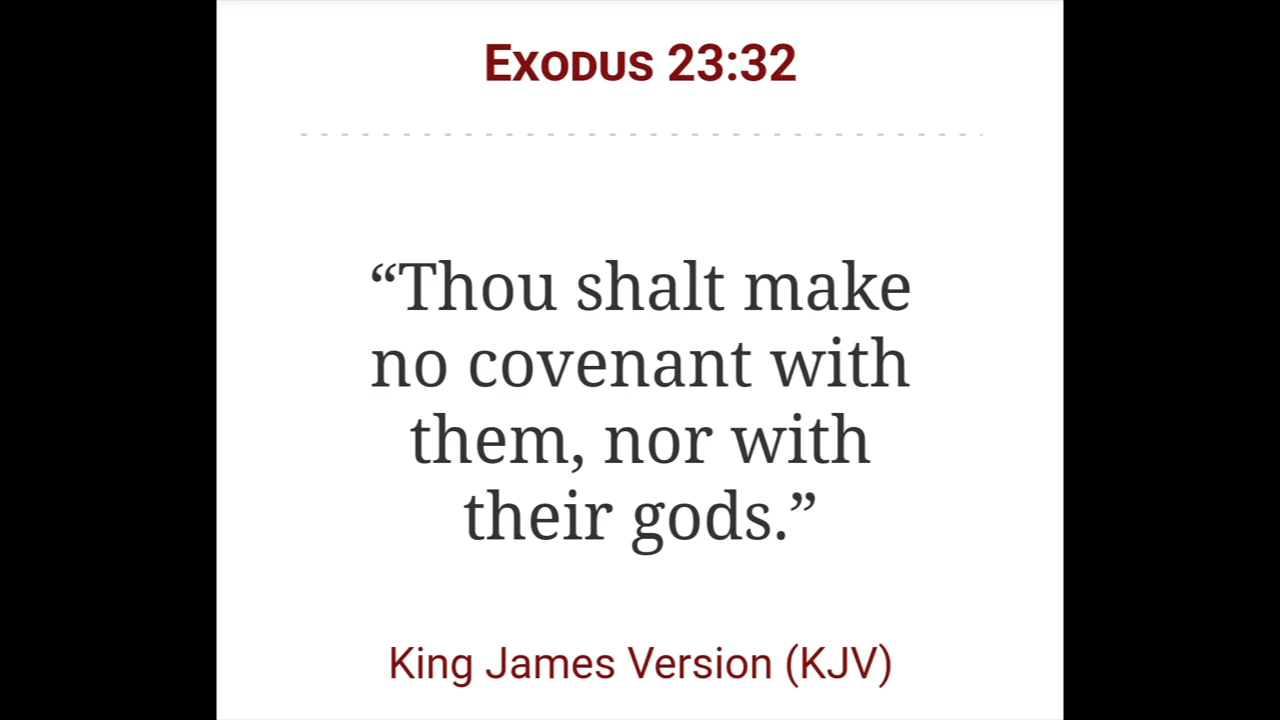 Exodus 23:32
“Thou shalt make
no covenant with
them, nor with
their gods.”
King James Version (KJV)